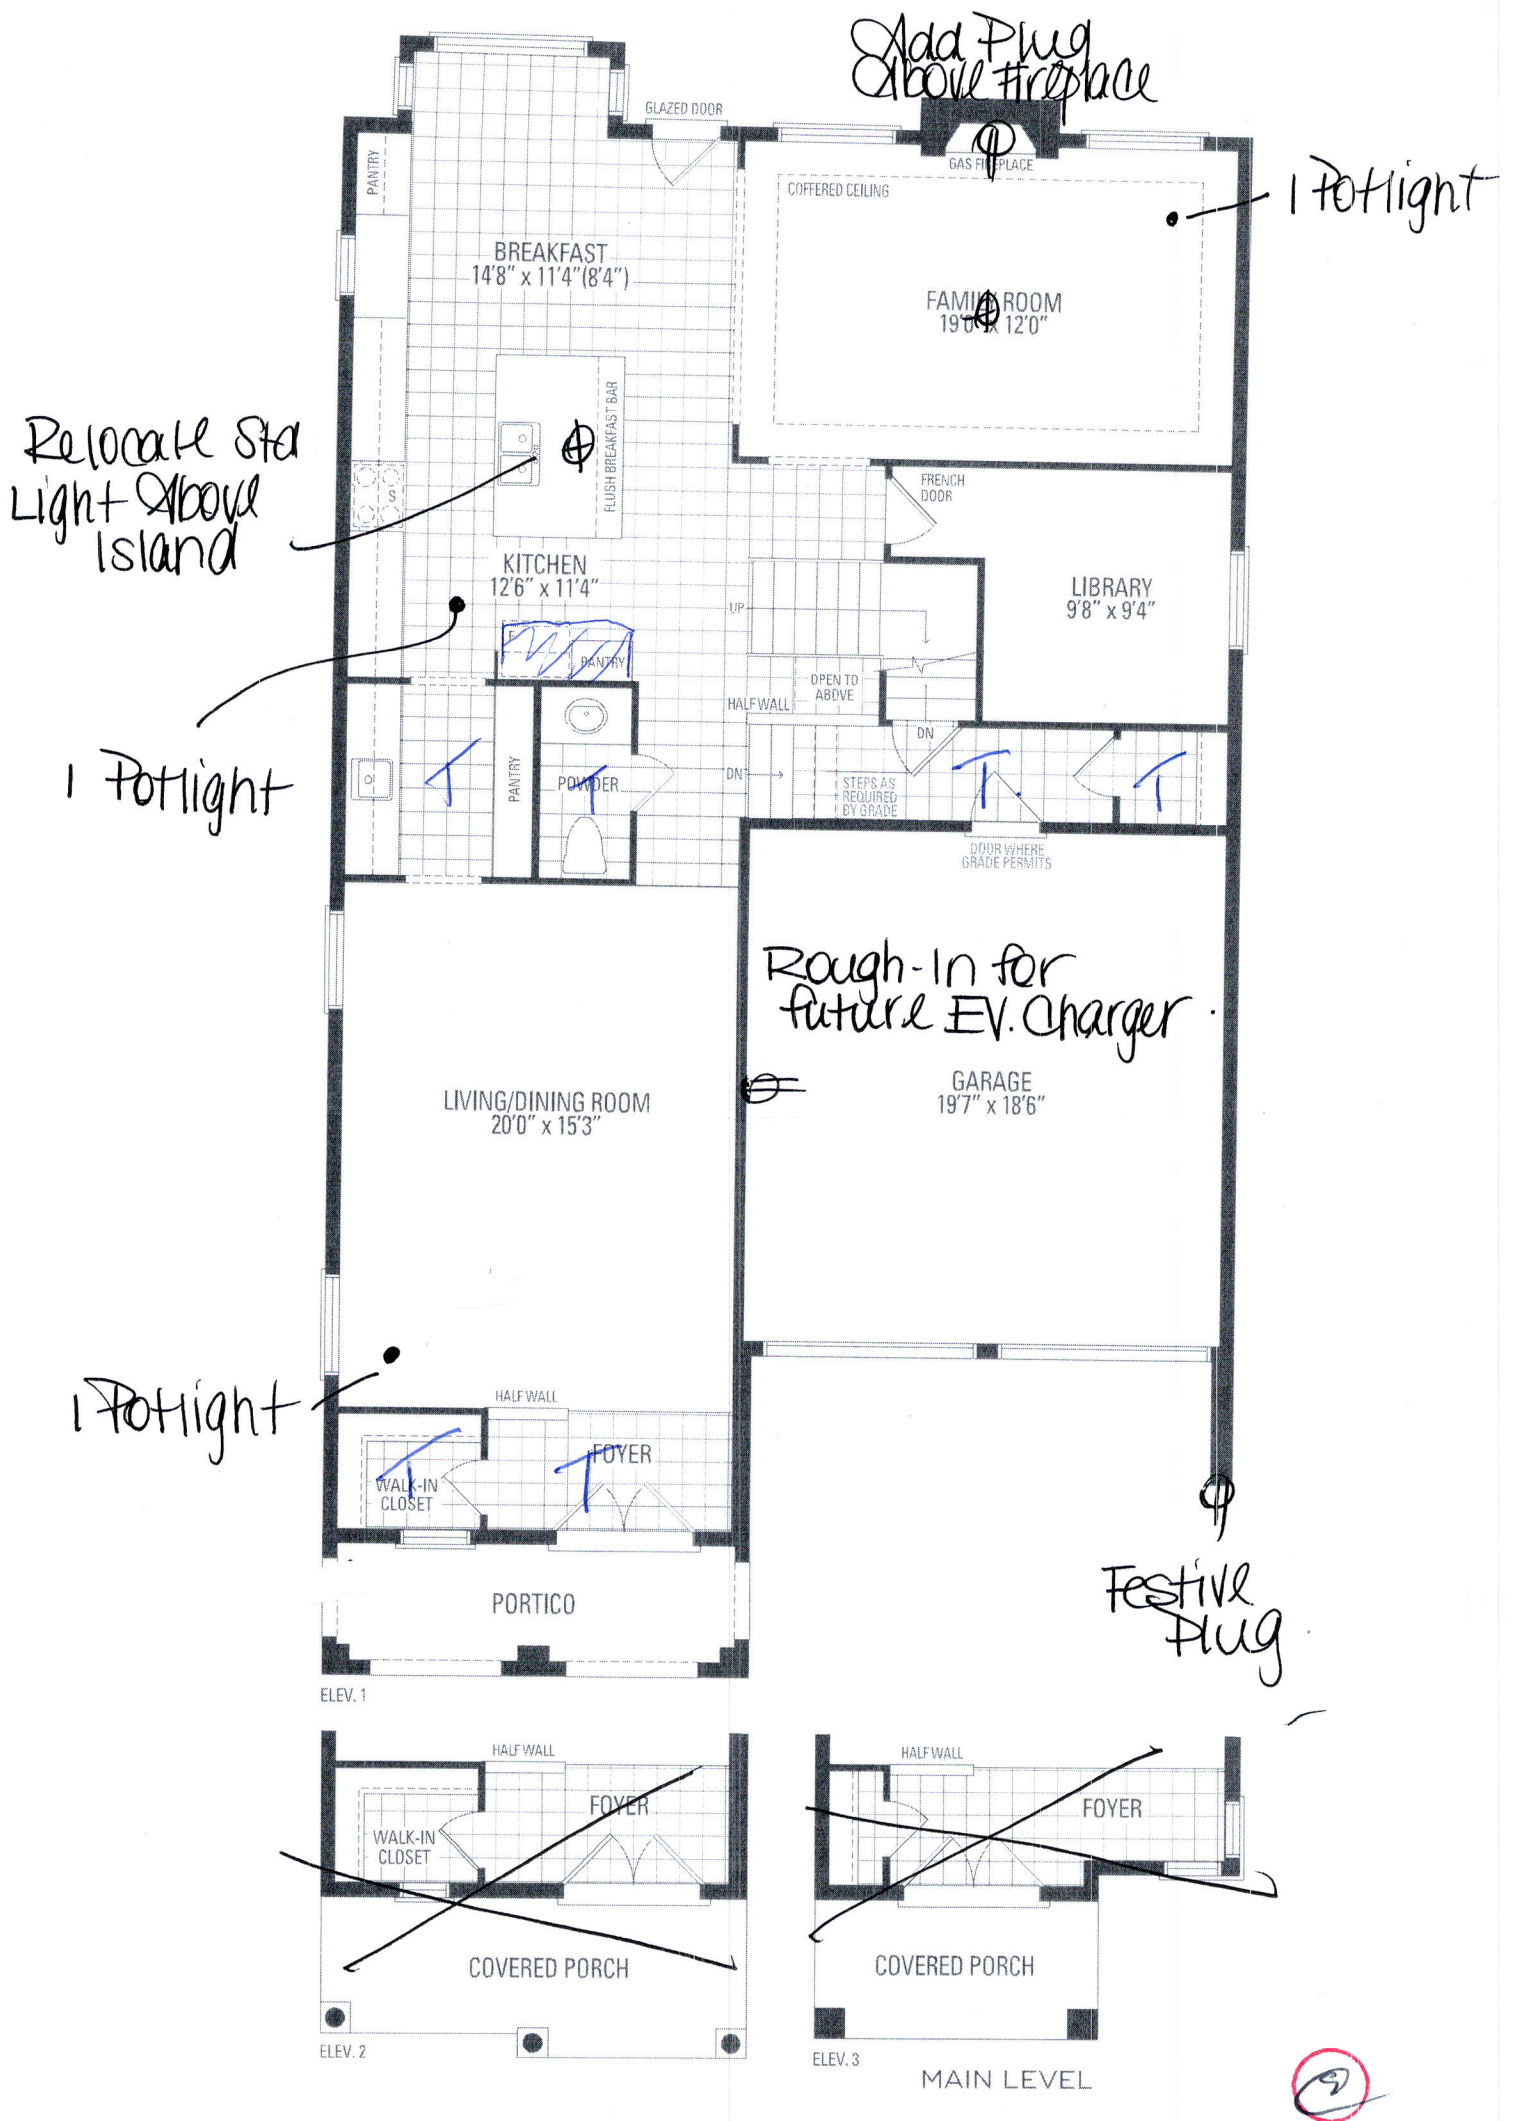 Add Plug
Above Fireplace
GLAZED DOOR
PANTRY
GAS FIREPLACE
COFFERED CEILING
1 Potlight
BREAKFAST
14'8" x 11'4"(8'4")
FAMILY ROOM
19'0" x 12'0"
FLUSH BREAKFAST BAR
Relocate Std
Light Above
Island
S
FRENCH
DOOR
KITCHEN
12'6" x 11'4"
LIBRARY
9'8" x 9'4"
UP
F
PANTRY
OPEN TO
ABOVE
HALF WALL
DN
1 Potlight
T
PANTRY
POWDER
T
DN
STEPS AS
REQUIRED
BY GRADE
T
T
DOOR WHERE
GRADE PERMITS
Rough-In for
future EV. Charger
GARAGE
19'7" x 18'6"
LIVING/DINING ROOM
20'0" x 15'3"
1 Potlight
HALF WALL
FOYER
T
T
WALK-IN
CLOSET
PORTICO
Festive
Plug
ELEV. 1
HALF WALL
FOYER
WALK-IN
CLOSET
COVERED PORCH
ELEV. 2
HALF WALL
FOYER
COVERED PORCH
ELEV. 3
MAIN LEVEL